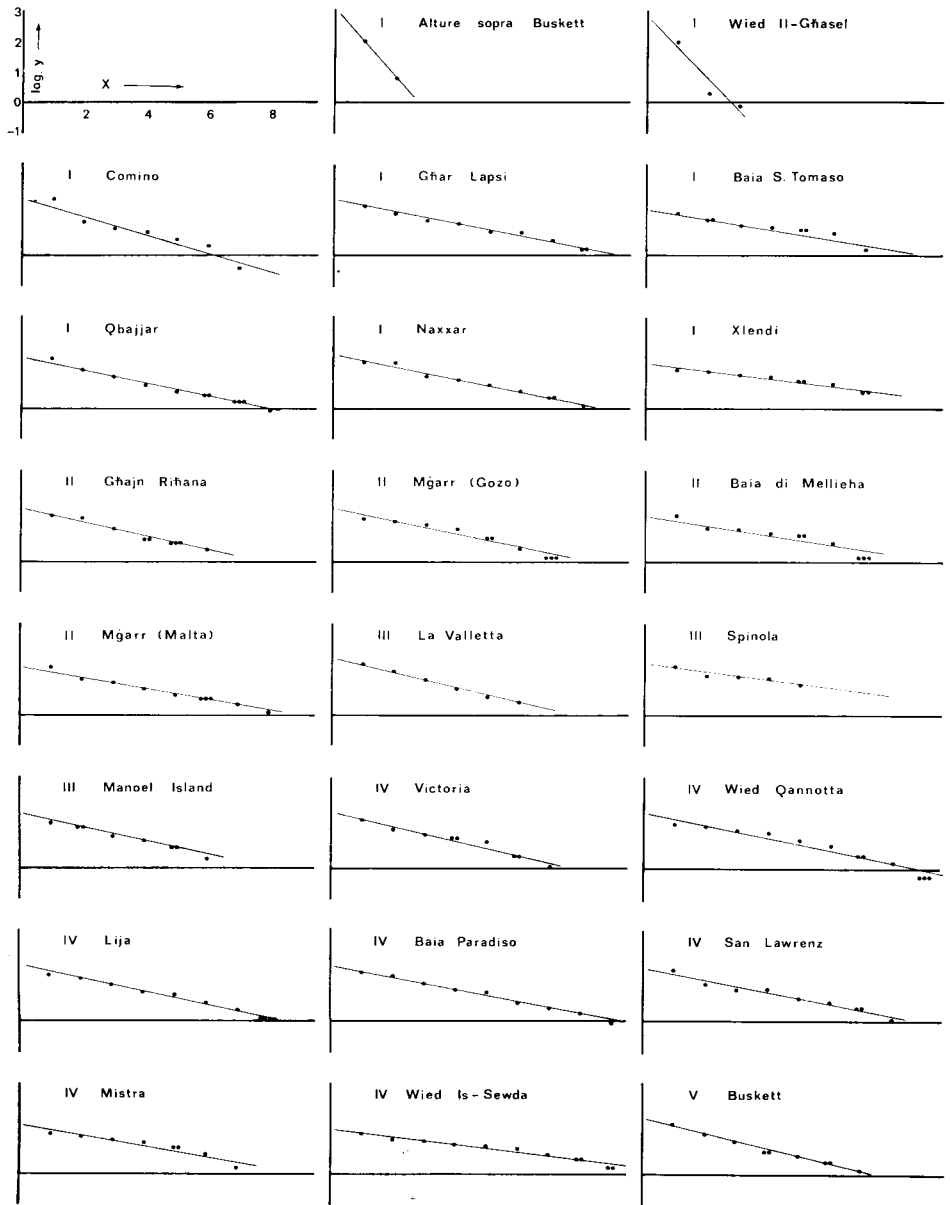 3
2
1
0
-1
log. y
X
2
4
6
8
I Alture sopra Buskett
I Wied Il-Għasel
I Comino
I Għar Lapsi
I Baia S. Tomaso
I Qbajjar
I Naxxar
I Xlendi
II Għajn Riħana
II Mġarr (Gozo)
II Baia di Mellieha
II Mġarr (Malta)
III La Valletta
III Spinola
III Manoel Island
IV Victoria
IV Wied Qannotta
IV Lija
IV Baia Paradiso
IV San Lawrenz
IV Mistra
IV Wied Is-Sewda
V Buskett